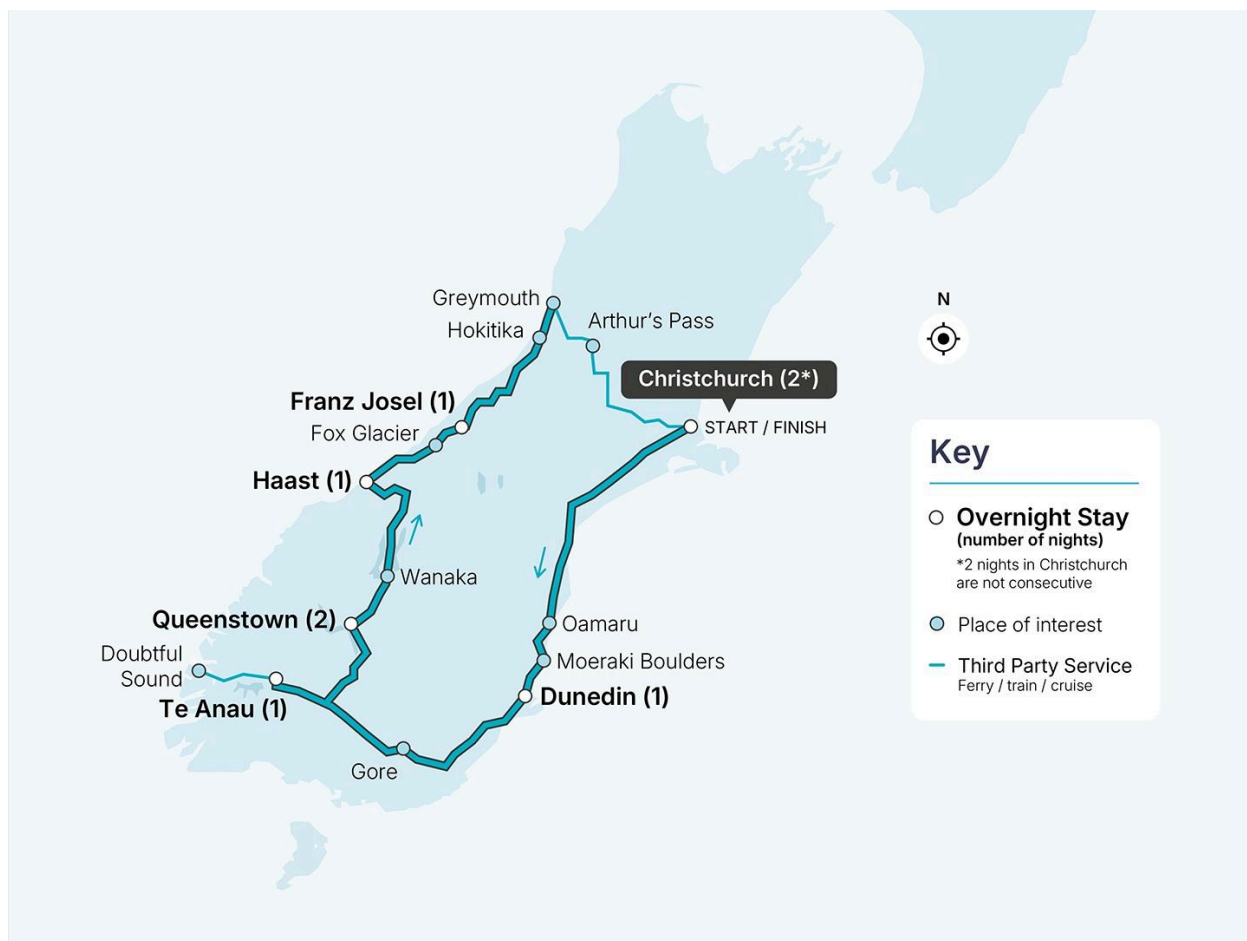 Greymouth
Hokitika
Arthur's Pass
Christchurch (2*)
START / FINISH
Franz Josel (1)
Fox Glacier
Haast (1)
Wanaka
Queenstown (2)
Doubtful
Sound
Te Anau (1)
Gore
Oamaru
Moeraki Boulders
Dunedin (1)
N
Key
Overnight Stay
(number of nights)
*2 nights in Christchurch
are not consecutive
Place of interest
Third Party Service
Ferry / train / cruise